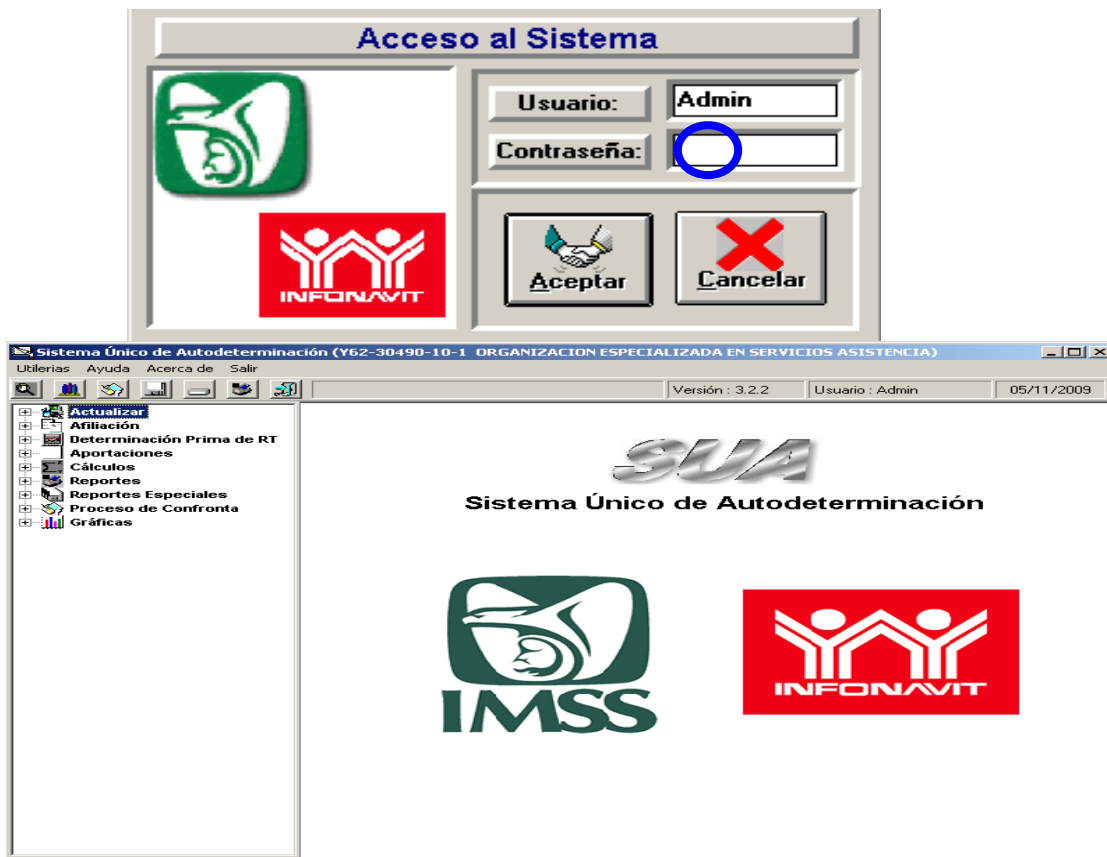 Acceso al Sistema
Usuario: Admin
Contraseña:
INFONAVIT
Aceptar Cancelar
Sistema Único de Autodeterminación (Y62-30490-10-1 ORGANIZACION ESPECIALIZADA EN SERVICIOS ASISTENCIA)
Utilerias Ayuda Acerca de Salir
Versión : 3.2.2 Usuario : Admin 05/11/2009
Actualizar
Afiliación
Determinación Prima de RT
Aportaciones
Cálculos
Reportes
Reportes Especiales
Proceso de Confronta
Gráficas
SUA
Sistema Único de Autodeterminación
IMSS
INFONAVIT